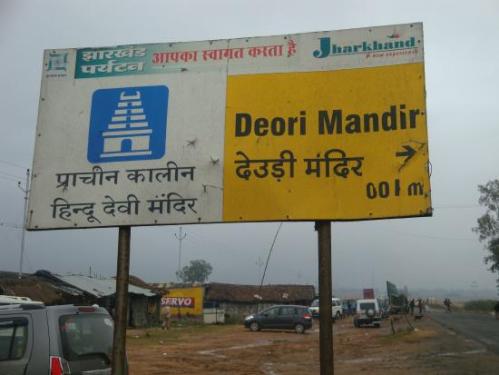 झारखंड
पर्यटन
आपका स्वागत करता है
Jharkhand
प्राचीन कालीन
हिन्दू देवी मंदिर
Deori Mandir
देउड़ी मंदिर
001 m
SERVO